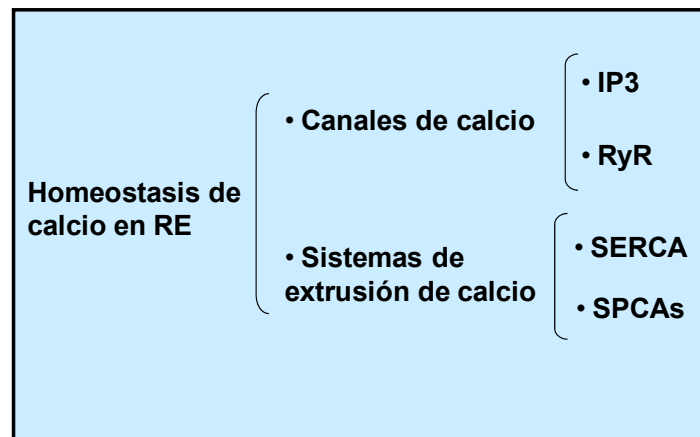 Homeostasis de
calcio en RE
• Canales de calcio
• IP3
• RyR
• Sistemas de
extrusión de calcio
• SERCA
• SPCAs